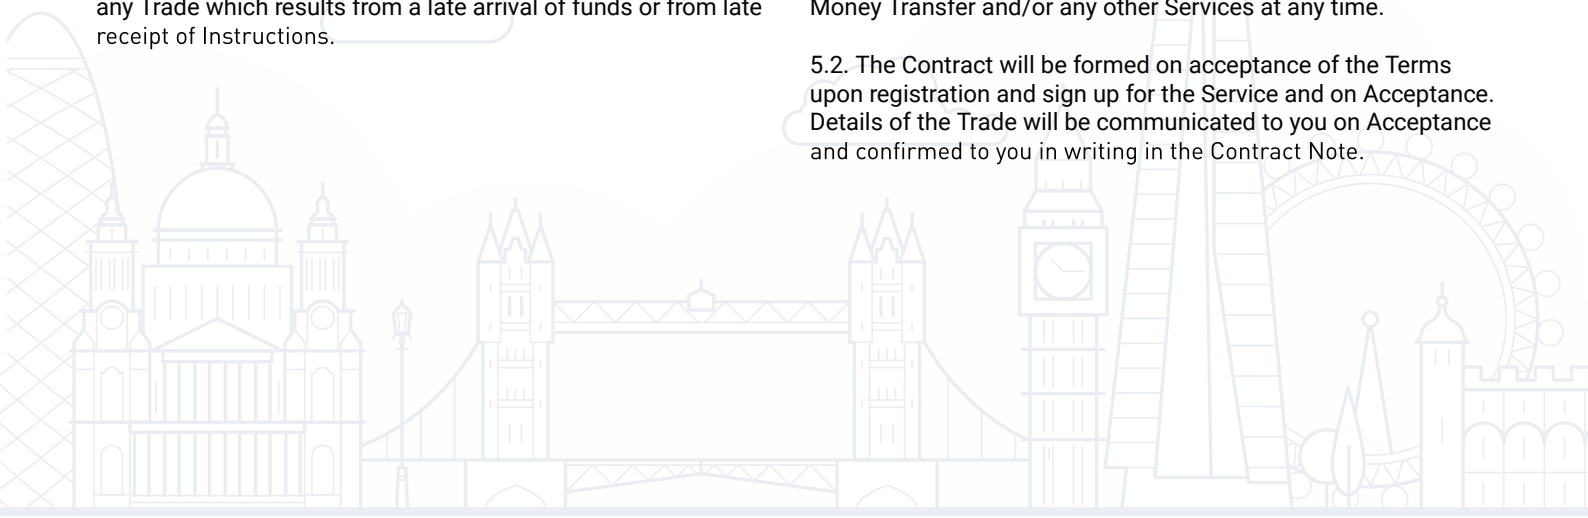 any Trade which results from a late arrival of funds or from late
receipt of Instructions.
Money Transfer and/or any other Services at any time.
5.2. The Contract will be formed on acceptance of the Terms
upon registration and sign up for the Service and on Acceptance.
Details of the Trade will be communicated to you on Acceptance
and confirmed to you in writing in the Contract Note.